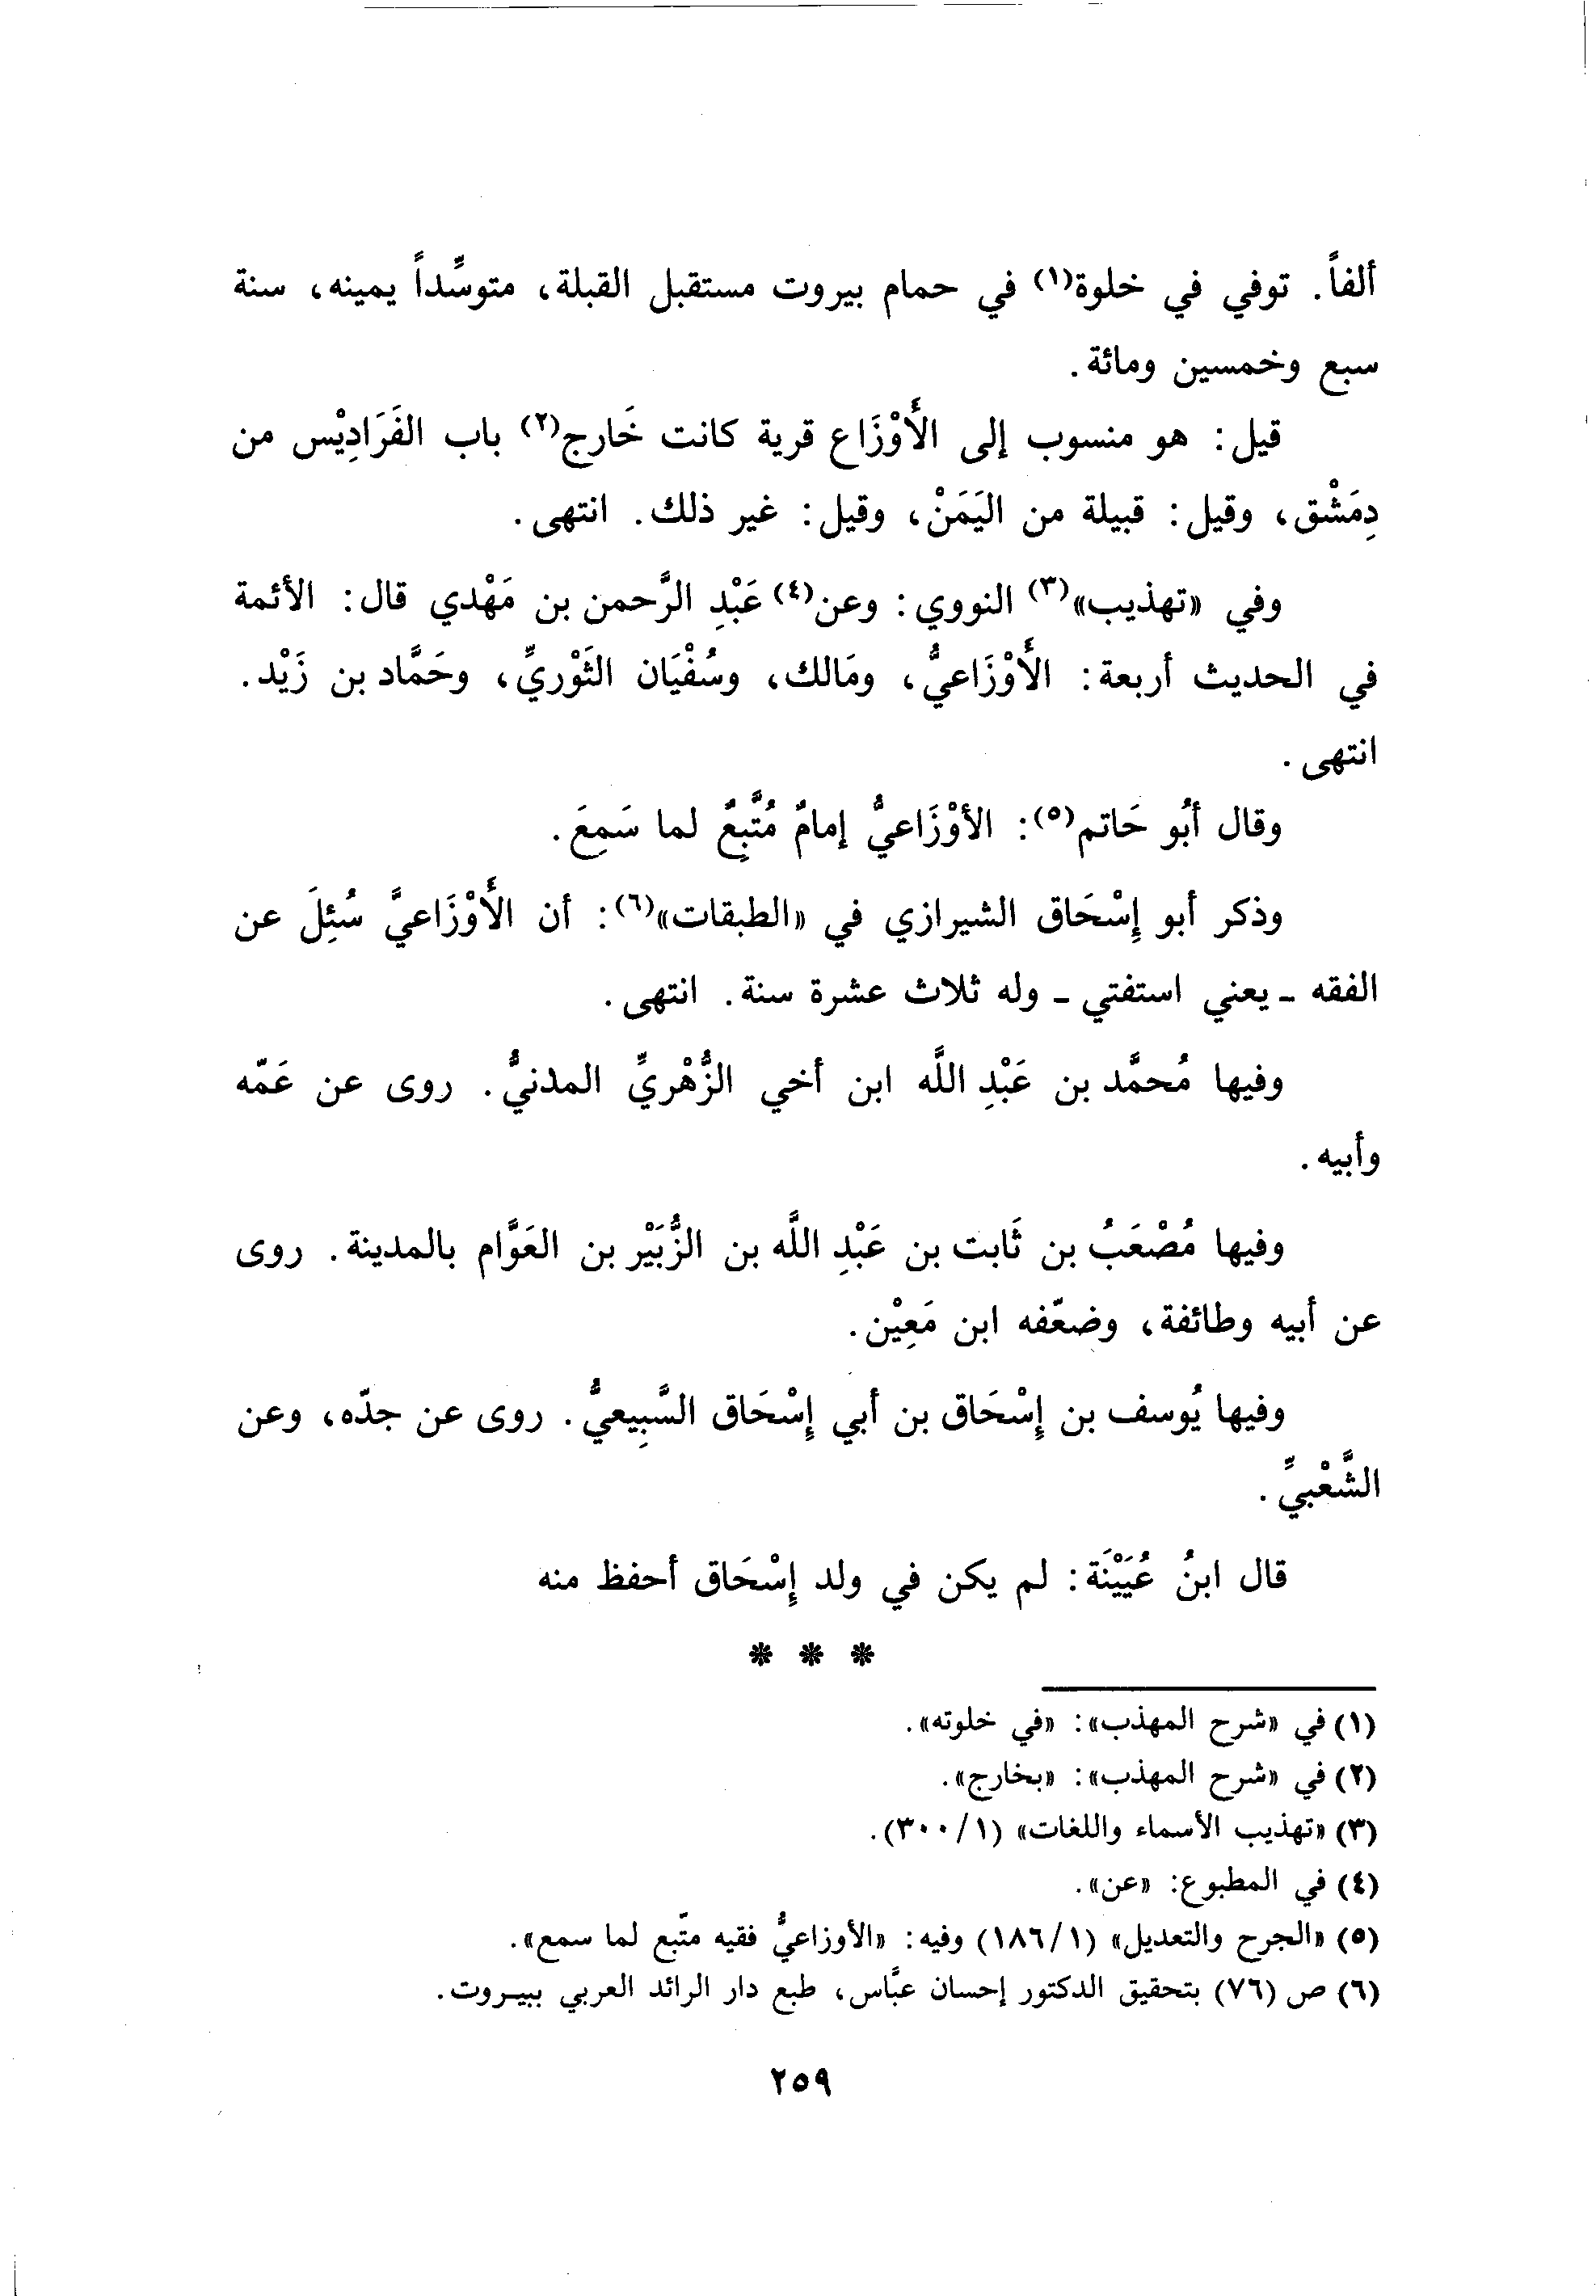 ألفاً. توفي في خلوة(١) في حمام بيروت مستقبل القبلة، متوسِّداً يمينه، سنة
سبع وخمسين ومائة.
قيل: هو منسوب إلى الأَوْزَاع قرية كانت خَارج(٢) باب الفَرَادِيْس من
دِمَشْق، وقيل: قبيلة من اليَمَنْ، وقيل: غير ذلك. انتهى.
وفي «تهذيب»(٣) النووي: وعن(٤) عَبْدِ الرَّحمن بن مَهْدي قال: الأئمة
في الحديث أربعة: الأَوْزَاعيُّ، ومَالك، وسُفْيَان الثَوْريِّ، وحَمَّاد بن زَيْد.
انتهى.
وقال أبُو حَاتم(٥): الأوْزَاعيُّ إمامٌ مُتَّبِعٌ لما سَمِعَ.
وذكر أبو إِسْحَاق الشيرازي في «الطبقات»(٦): أن الأَوْزَاعيَّ سُئِلَ عن
الفقه ـ يعني استفتي ـ وله ثلاث عشرة سنة. انتهى.
وفيها مُحمَّد بن عَبْدِ اللَّه ابن أخي الزُّهْريِّ المدنيُّ. روى عن عَمّه
وأبيه.
وفيها مُصْعَبُ بن ثَابت بن عَبْدِ اللَّه بن الزُّبَيْر بن العَوَّام بالمدينة. روى
عن أبيه وطائفة، وضعّفه ابن مَعِيْن.
وفيها يُوسف بن إِسْحَاق بن أبي إِسْحَاق السَّبِيعيُّ. روى عن جدّه، وعن
الشَّعْبيِّ.
قال ابنُ عُيَيْنَة: لم يكن في ولد إِسْحَاق أحفظ منه
* * *
(١) في «شرح المهذب»: «في خلوته».
(٢) في «شرح المهذب»: «بخارج».
(٣) «تهذيب الأسماء واللغات» (١/٣٠٠).
(٤) في المطبوع: «عن».
(٥) «الجرح والتعديل» (١/١٨٦) وفيه: «الأوزاعيُّ فقيه متّبع لما سمع».
(٦) ص (٧٦) بتحقيق الدكتور إحسان عبَّاس، طبع دار الرائد العربي ببيـروت.
٢٥٩